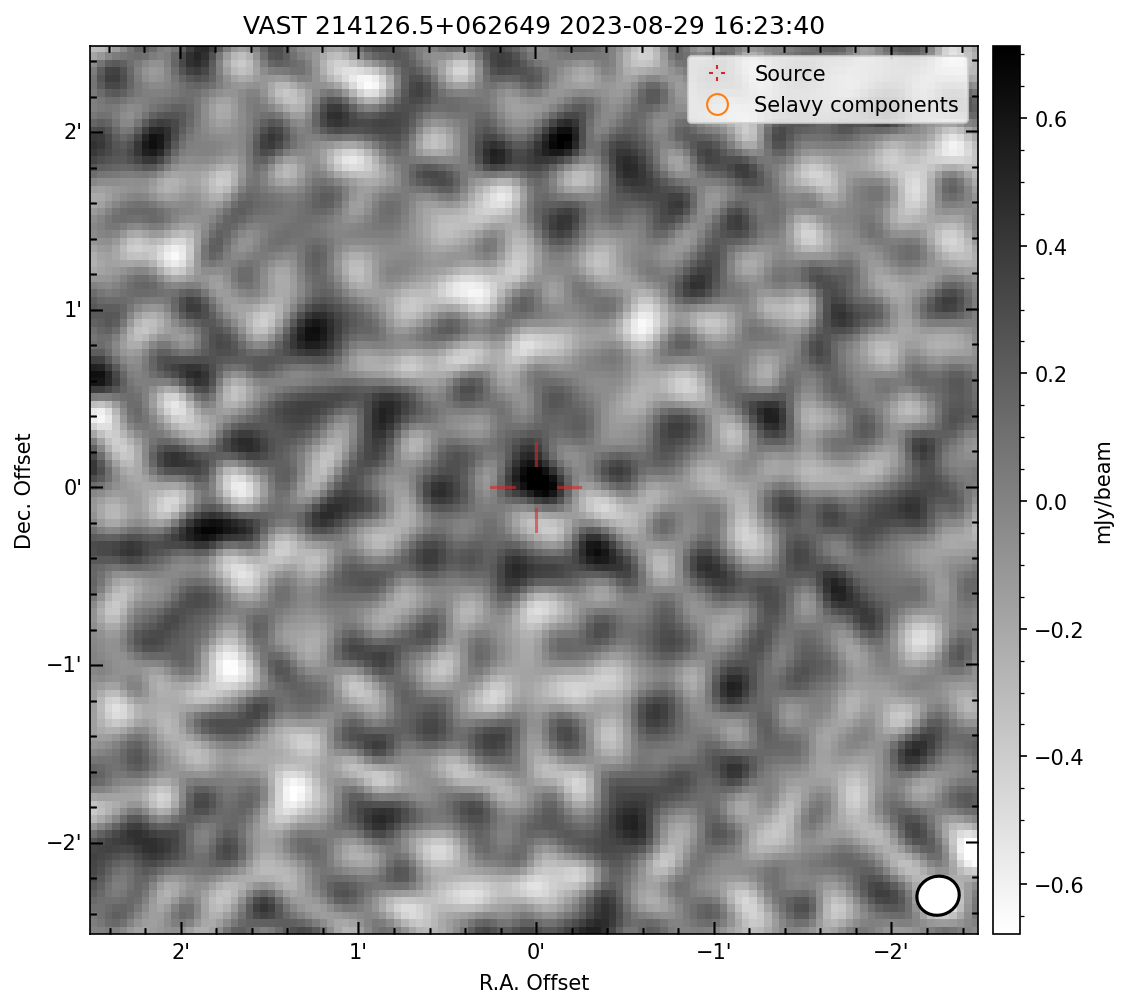 VAST 214126.5+062649 2023-08-29 16:23:40
Source
Selavy components
2'
1'
0'
−1'
−2'
Dec. Offset
2'
1'
0'
−1'
−2'
R.A. Offset
0.6
0.4
0.2
0.0
−0.2
−0.4
−0.6
mJy/beam